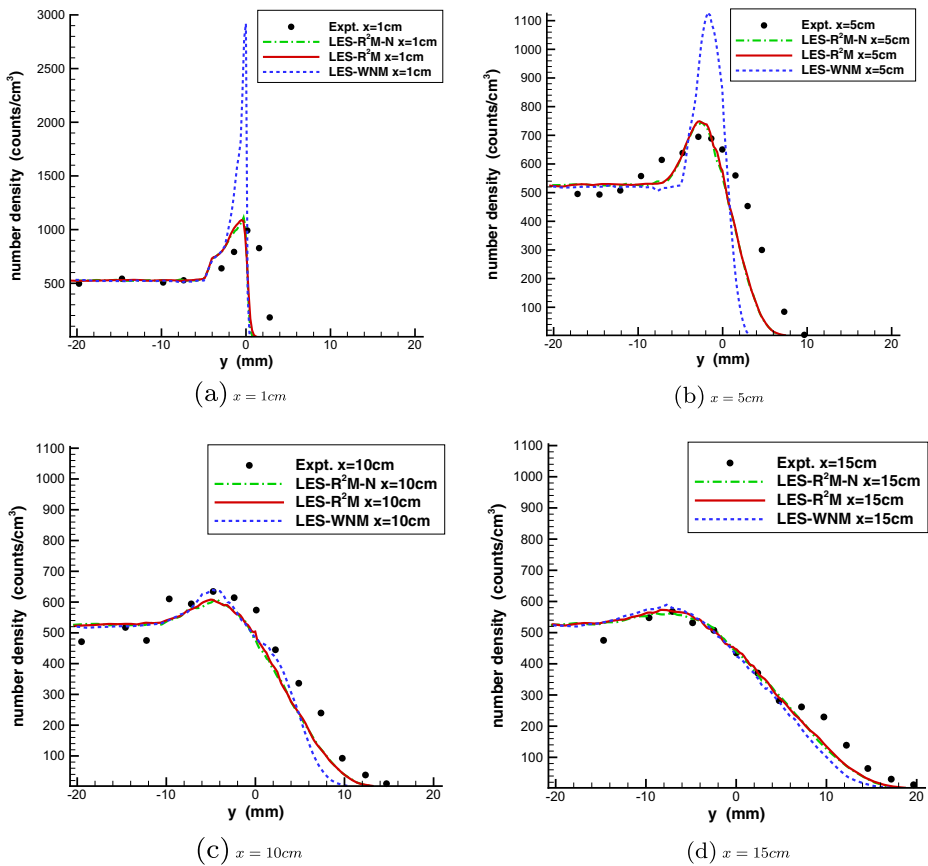 Expt. x=1cm
LES-R²M-N x=1cm
LES-R²M x=1cm
LES-WNM x=1cm
number density (counts/cm³)
3000
2500
2000
1500
1000
500
-20 -10 0 10 20
y (mm)
(a) x = 1cm
Expt. x=5cm
LES-R²M-N x=5cm
LES-R²M x=5cm
LES-WNM x=5cm
number density (counts/cm³)
1100
1000
900
800
700
600
500
400
300
200
100
-20 -10 0 10 20
y (mm)
(b) x = 5cm
Expt. x=10cm
LES-R²M-N x=10cm
LES-R²M x=10cm
LES-WNM x=10cm
number density (counts/cm³)
1100
1000
900
800
700
600
500
400
300
200
100
-20 -10 0 10 20
y (mm)
(c) x = 10cm
Expt. x=15cm
LES-R²M-N x=15cm
LES-R²M x=15cm
LES-WNM x=15cm
number density (counts/cm³)
1100
1000
900
800
700
600
500
400
300
200
100
-20 -10 0 10 20
y (mm)
(d) x = 15cm